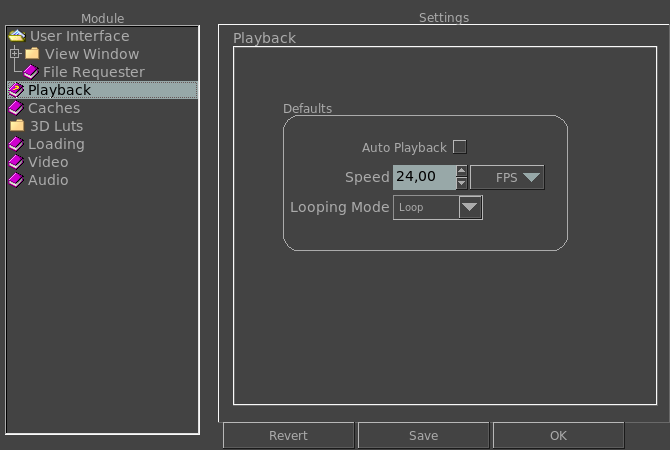 Module
User Interface
View Window
File Requester
Playback
Caches
3D Luts
Loading
Video
Audio
Settings
Playback
Defaults
Auto Playback
Speed 24,00 FPS
Looping Mode Loop
Revert Save OK